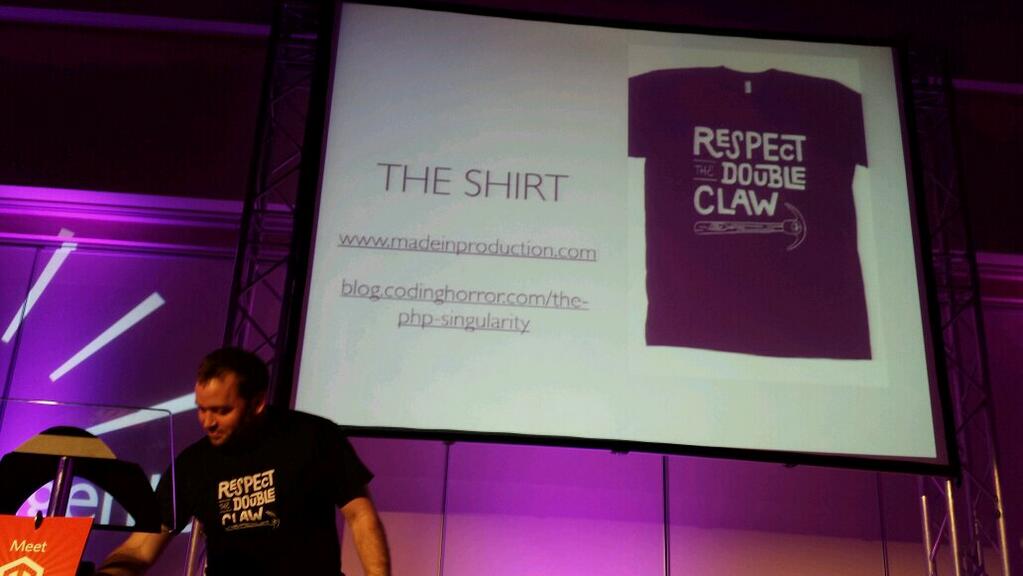 THE SHIRT
www.madeinproduction.com
blog.codinghorror.com/the-
php-singularity
RESPECT
THE DOUBLE
CLAW
RESPECT
THE DOUBLE
CLAW
Meet